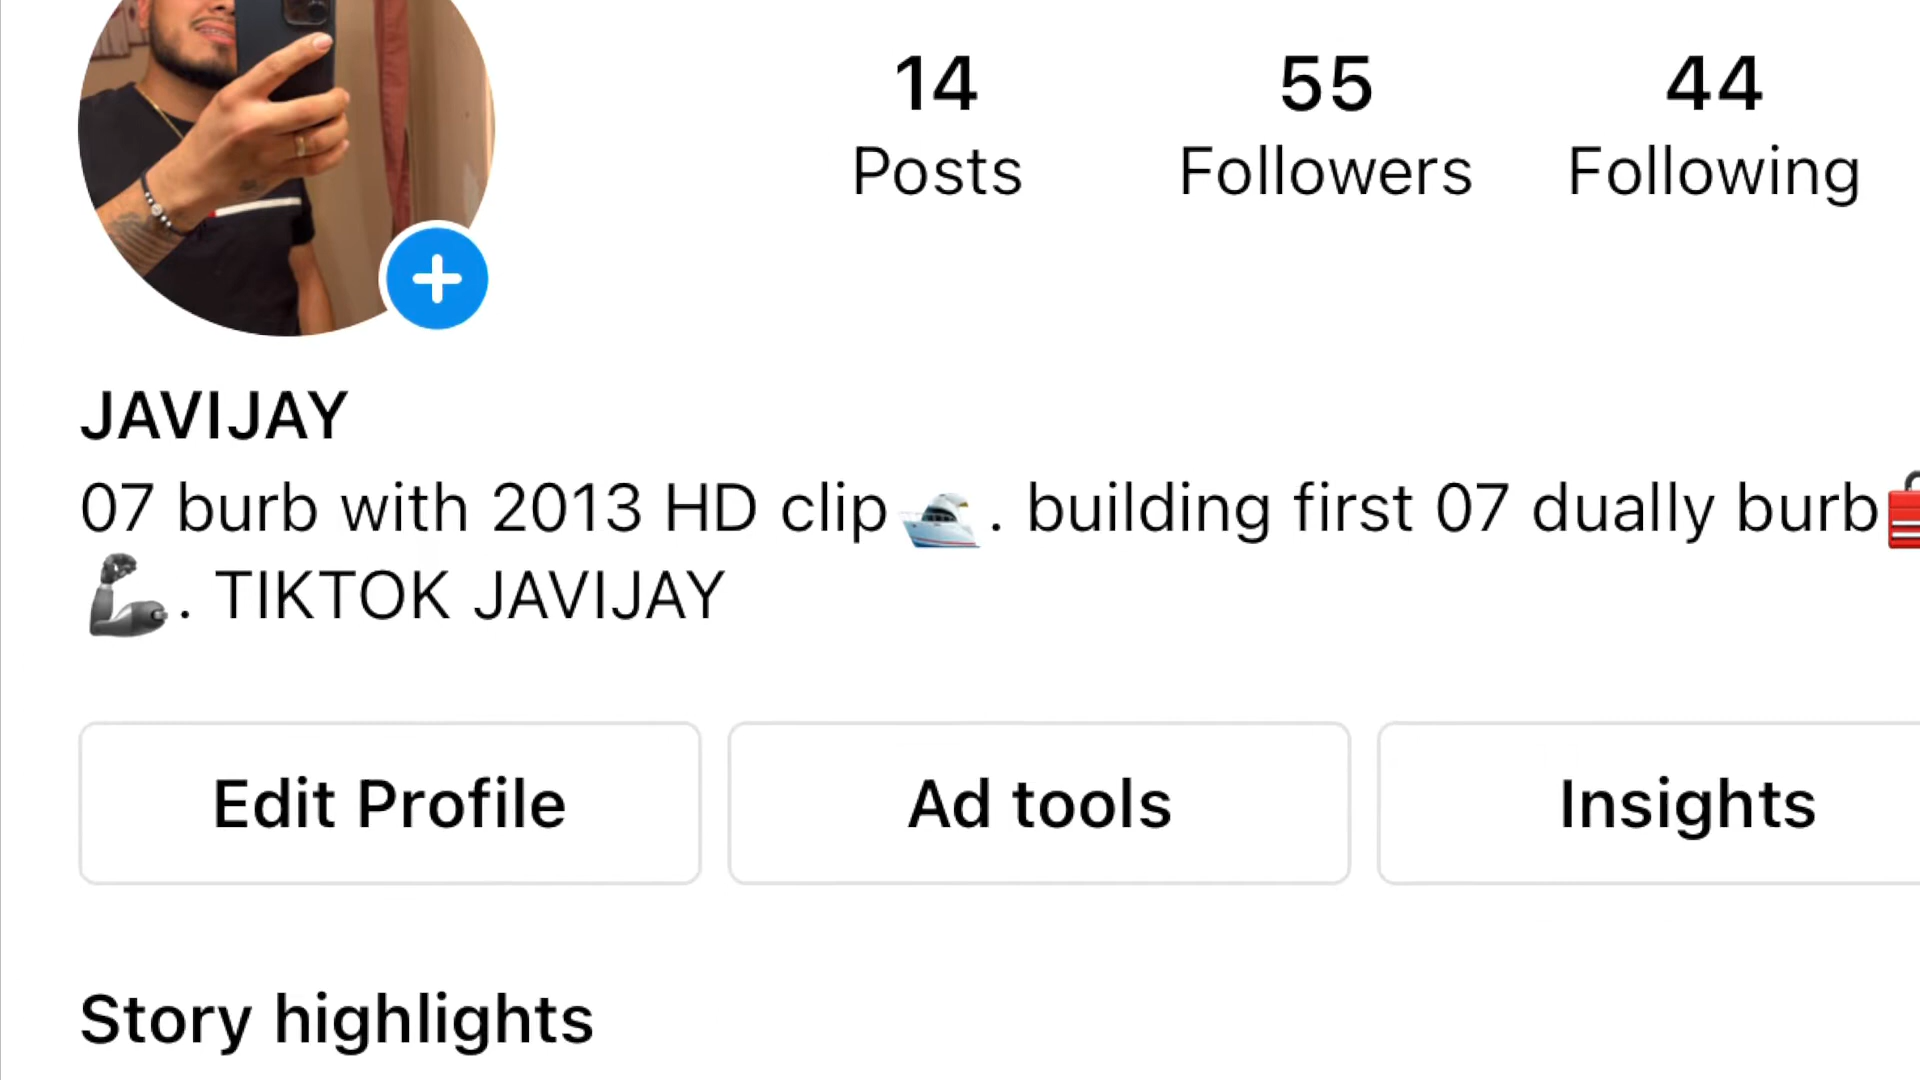 14 55 44
Posts Followers Following
JAVIJAY
07 burb with 2013 HD clip🛥️. building first 07 dually burb🧰
🦾. TIKTOK JAVIJAY
Edit Profile Ad tools Insights
Story highlights